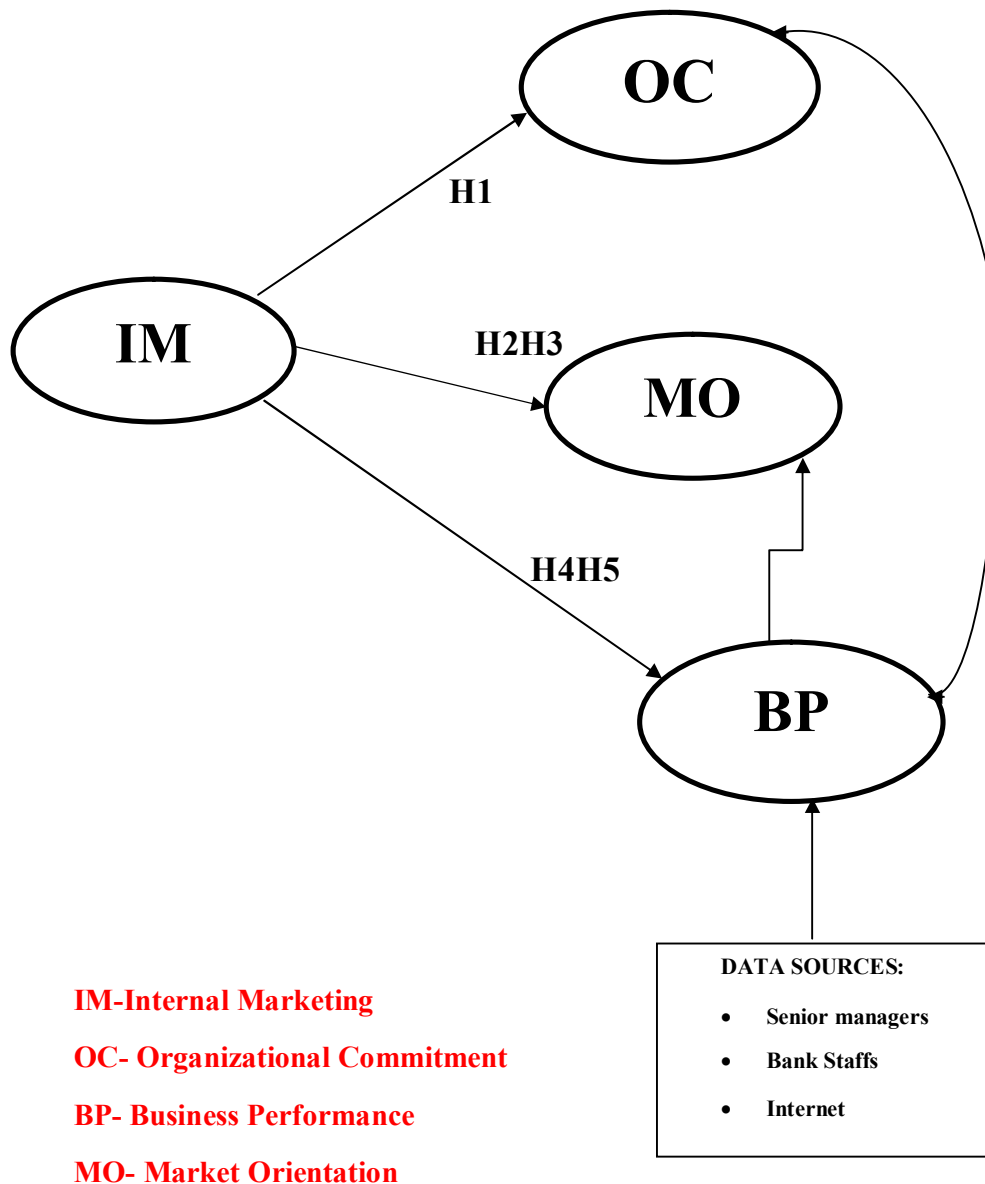 OC
H1
IM
H2H3
MO
H4H5
BP
DATA SOURCES:
• Senior managers
• Bank Staffs
• Internet
IM-Internal Marketing
OC- Organizational Commitment
BP- Business Performance
MO- Market Orientation